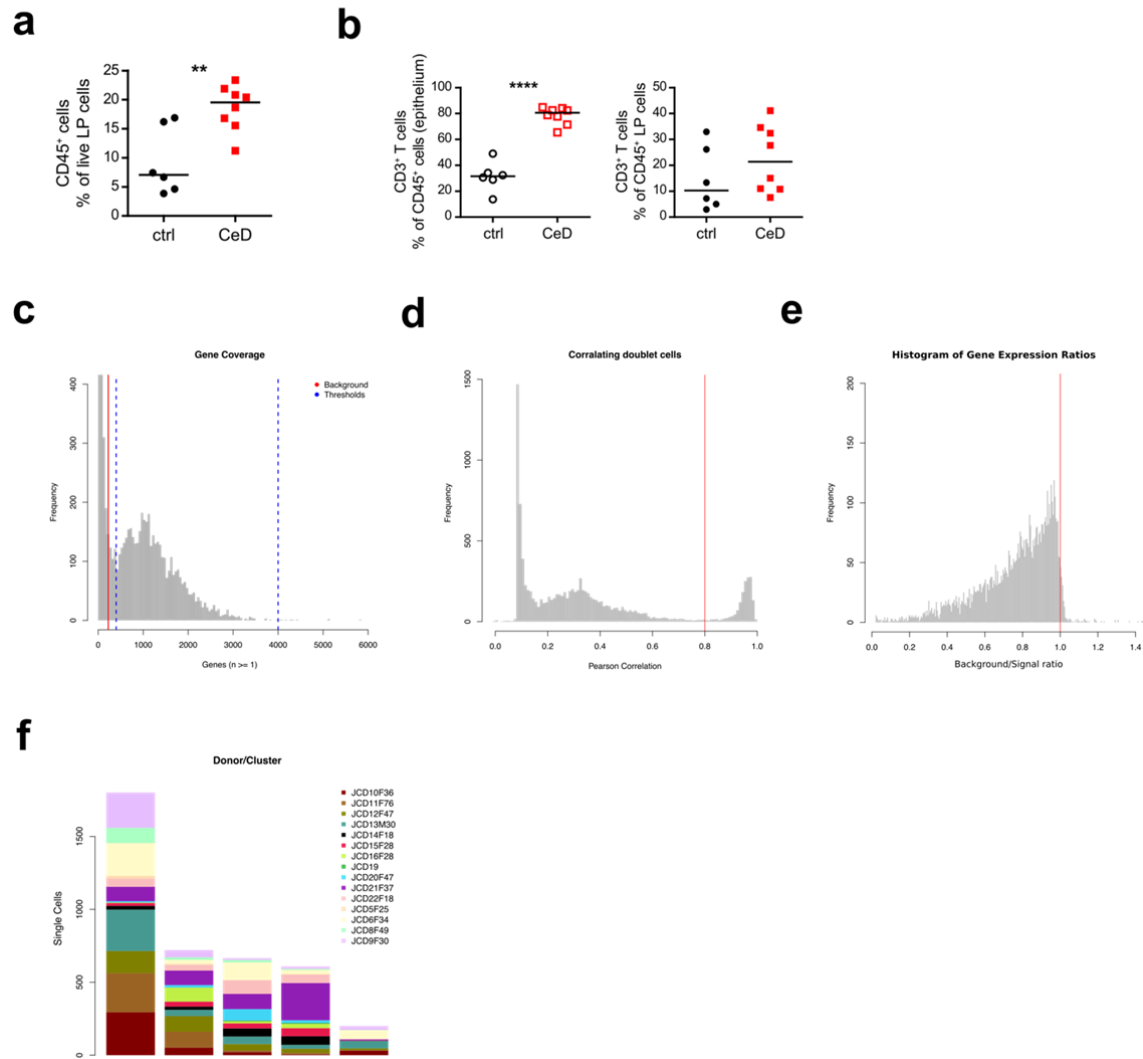 a
CD45⁺ cells
% of live LP cells
25
20
15
10
5
0
**
ctrl
CeD
b
CD3⁺ T cells
% of CD45⁺ cells (epithelium)
100
80
60
40
20
0
****
ctrl
CeD
CD3⁺ T cells
% of CD45⁺ LP cells
50
40
30
20
10
0
ctrl
CeD
c
Gene Coverage
Background
Thresholds
Frequency
400
300
200
100
0
0 1000 2000 3000 4000 5000 6000
Genes (n >= 1)
d
Corralating doublet cells
Frequency
1500
1000
500
0
0.0 0.2 0.4 0.6 0.8 1.0
Pearson Correlation
e
Histogram of Gene Expression Ratios
Frequency
200
150
100
50
0
0.0 0.2 0.4 0.6 0.8 1.0 1.2 1.4
Background/Signal ratio
f
Donor/Cluster
Single Cells
1500
1000
500
0
JCD10F36
JCD11F76
JCD12F47
JCD13M30
JCD14F18
JCD15F28
JCD16F28
JCD19
JCD20F47
JCD21F37
JCD22F18
JCD5F25
JCD6F34
JCD8F49
JCD9F30